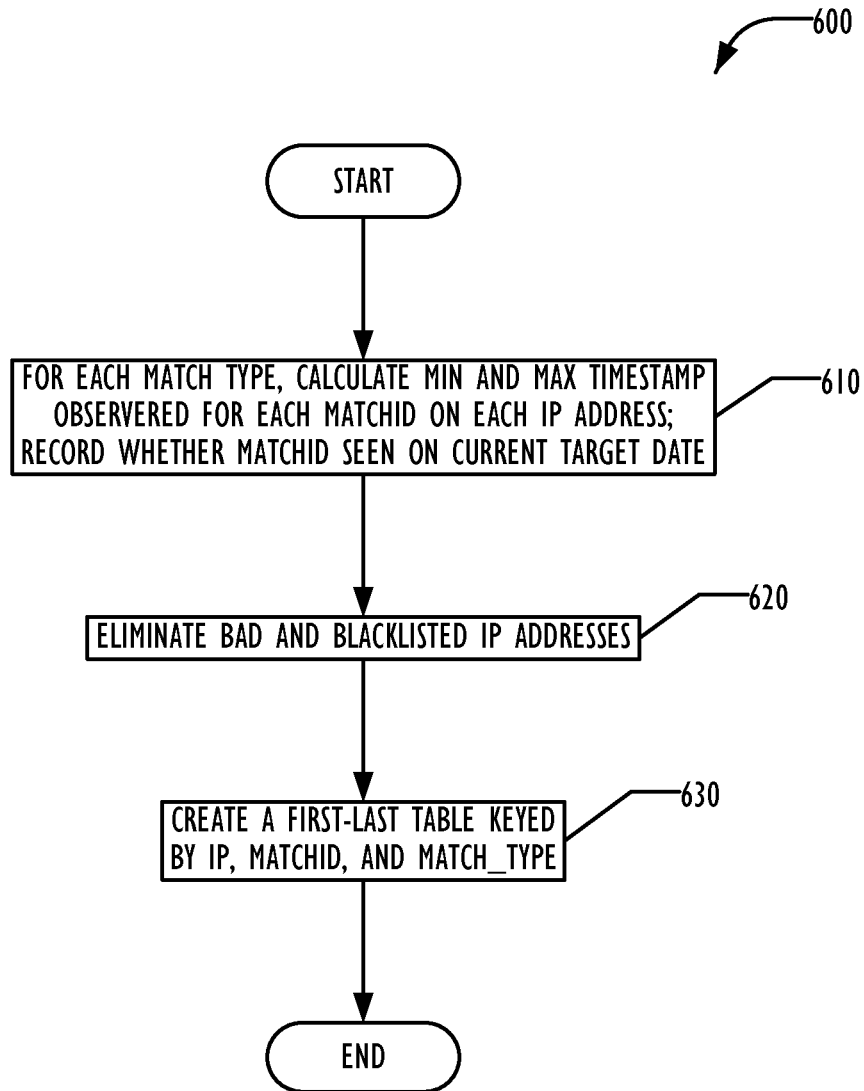 600
START
FOR EACH MATCH TYPE, CALCULATE MIN AND MAX TIMESTAMP
OBSERVERED FOR EACH MATCHID ON EACH IP ADDRESS;
RECORD WHETHER MATCHID SEEN ON CURRENT TARGET DATE
610
ELIMINATE BAD AND BLACKLISTED IP ADDRESSES
620
CREATE A FIRST-LAST TABLE KEYED
BY IP, MATCHID, AND MATCH_TYPE
630
END